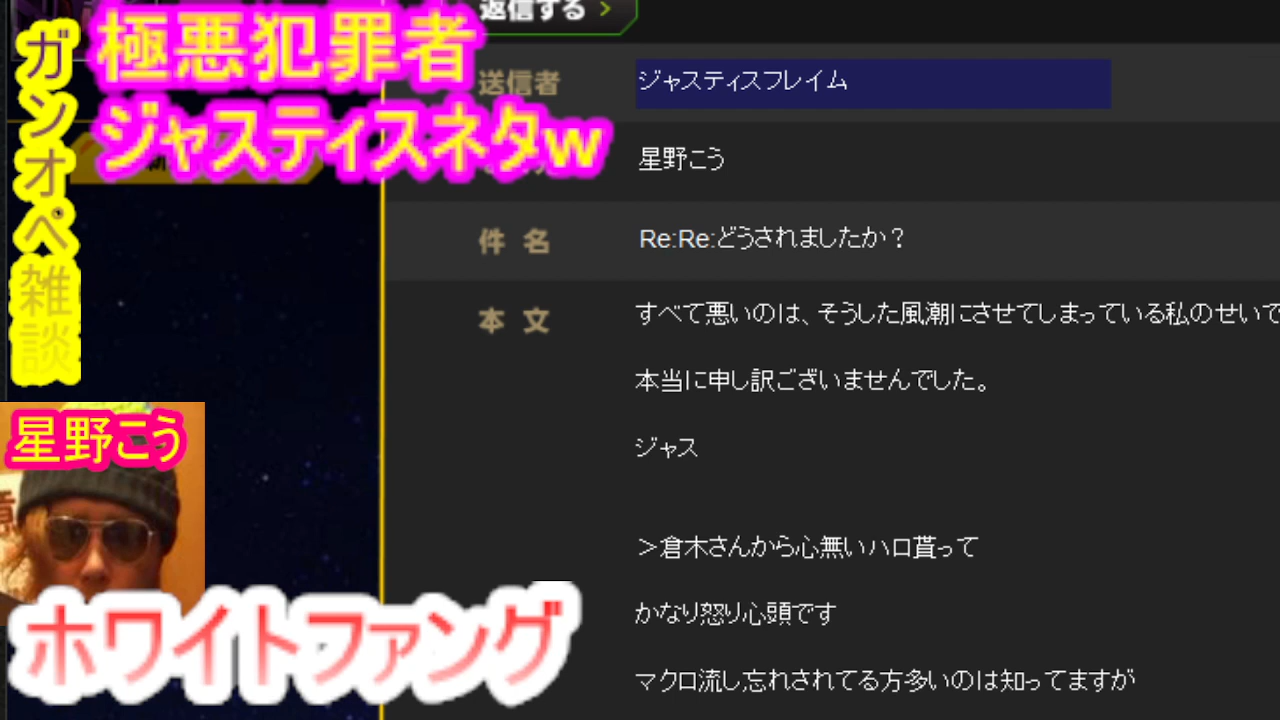 返信する >
ガンオペ雑談
極悪犯罪者
ジャスティスネタw
送信者
ジャスティスフレイム
星野こう
件 名
Re:Re:どうされましたか？
本 文
すべて悪いのは、そうした風潮にさせてしまっている私のせいで
本当に申し訳ございませんでした。
ジャス
＞倉木さんから心無いハロ貰って
かなり怒り心頭です
マクロ流し忘れされてる方多いのは知ってますが
星野こう
ホワイトファング